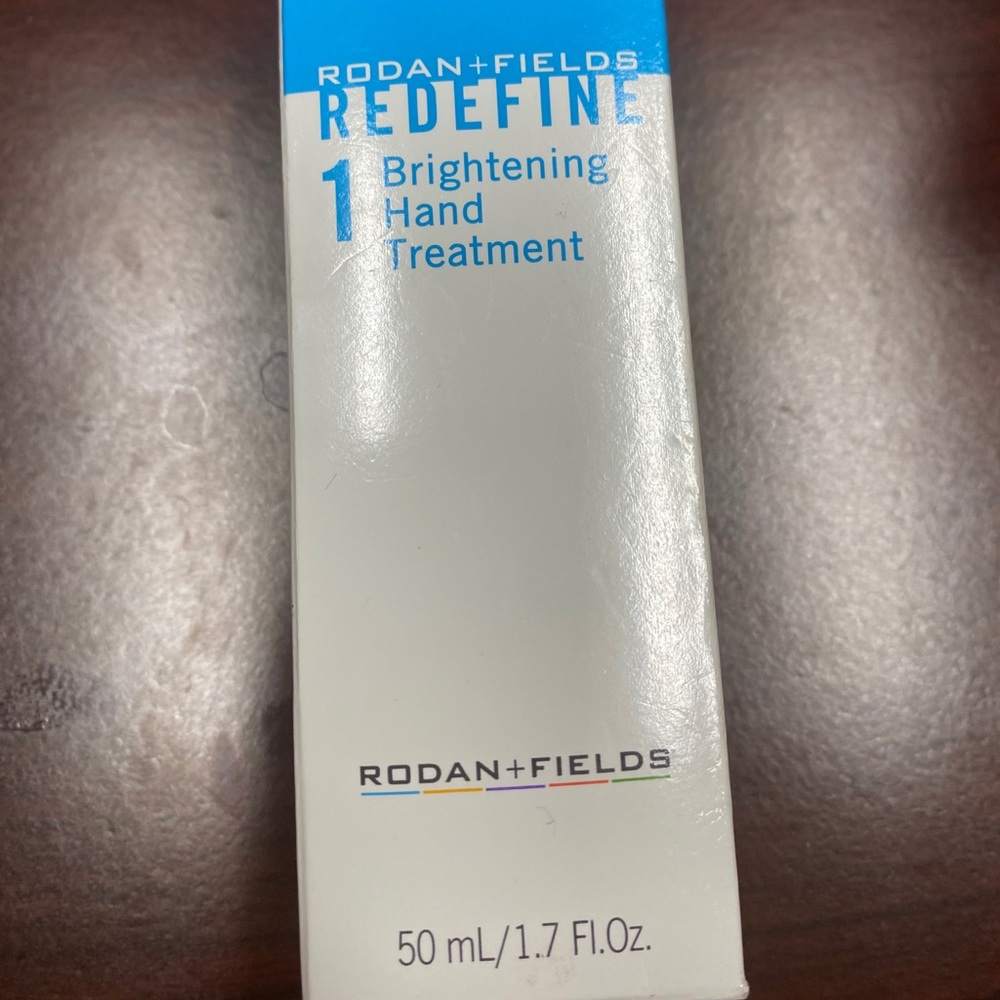 RODAN+FIELDS
REDEFINE
1 Brightening
Hand
Treatment
RODAN+FIELDS
50 mL/1.7 Fl.Oz.